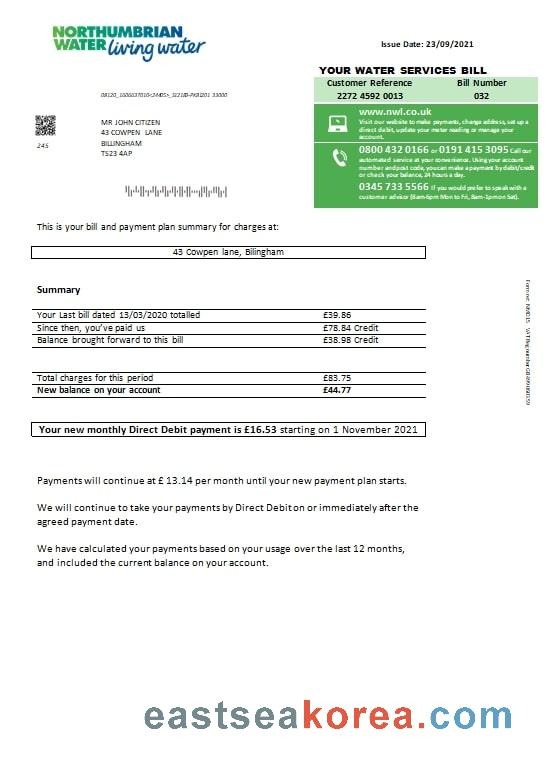 NORTHUMBRIAN
WATER living water
Issue Date: 23/09/2021
YOUR WATER SERVICES BILL
Customer Reference Bill Number
2272 4592 0013 032
www.nwl.co.uk
Visit our website to make payments, change address, set up a
direct debit, update your meter reading or manage your
account.
0800 432 0166 or 0191 415 3095 Call our
automated service at your convenience. Using your account
number and post code, you can make a payment by debit/credit
or check your balance, 24 hours a day.
0345 733 5566 If you would prefer to speak with a
customer advisor (8am-6pm Mon to Fri, 8am-1pm on Sat).
245
MR JOHN CITIZEN
43 COWPEN LANE
BILLINGHAM
TS23 4AP
This is your bill and payment plan summary for charges at:
43 Cowpen lane, Bilingham
Summary
Your Last bill dated 13/03/2020 totalled £39.86
Since then, you've paid us £78.84 Credit
Balance brought forward to this bill £38.98 Credit
Total charges for this period £83.75
New balance on your account £44.77
Your new monthly Direct Debit payment is £16.53 starting on 1 November 2021
Payments will continue at £ 13.14 per month until your new payment plan starts.
We will continue to take your payments by Direct Debit on or immediately after the
agreed payment date.
We have calculated your payments based on your usage over the last 12 months,
and included the current balance on your account.
eastseakorea.com